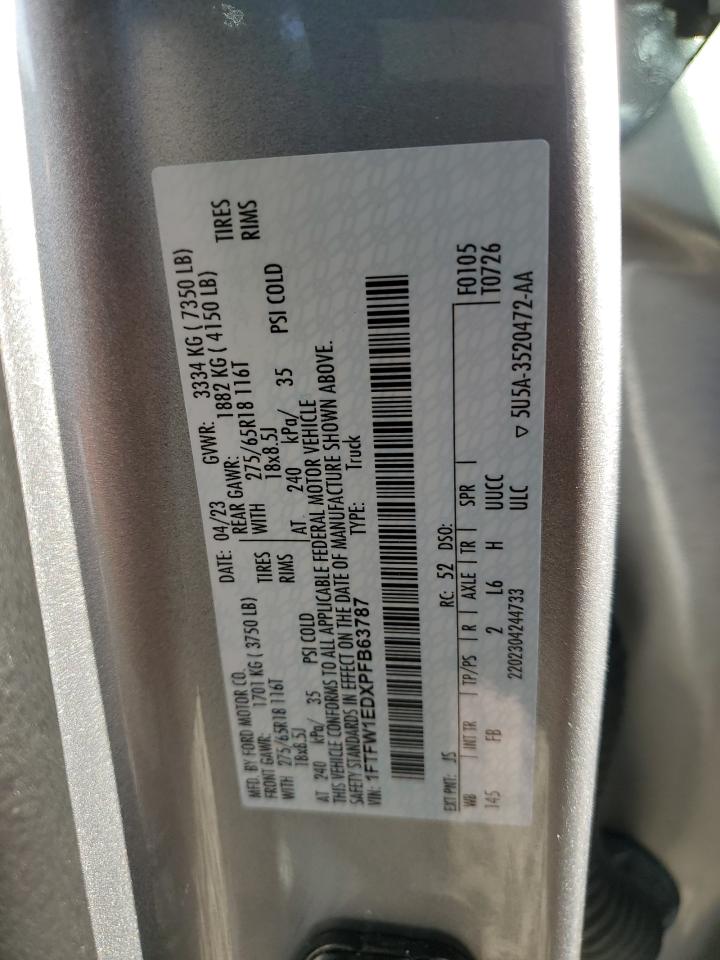 MFD. BY FORD MOTOR CO.
DATE: 04/23 GVWR: 3334 KG ( 7350 LB)
FRONT GAWR: 1701 KG ( 3750 LB) REAR GAWR: 1882 KG ( 4150 LB)
WITH 275/65R18 116T TIRES WITH 275/65R18 116T TIRES
18x8.5J RIMS 18x8.5J RIMS
AT 240 kPa/ 35 PSI COLD AT 240 kPa/ 35 PSI COLD
THIS VEHICLE CONFORMS TO ALL APPLICABLE FEDERAL MOTOR VEHICLE
SAFETY STANDARDS IN EFFECT ON THE DATE OF MANUFACTURE SHOWN ABOVE.
VIN: 1FTFW1EDXPFB63787 TYPE: Truck
EXT PNT: JS RC: 52 DSO: F0105
WB INT TR TP/PS R AXLE TR SPR T0726
145 FB 2 L6 H UUCC
2202304244733 ULC ▽ 5U5A-3520472-AA